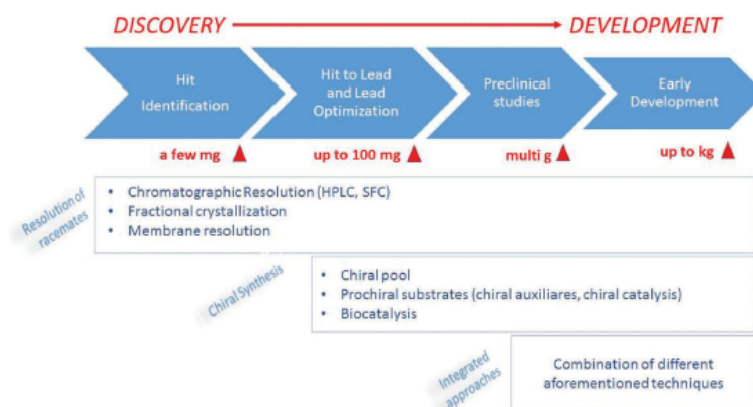 DISCOVERY
DEVELOPMENT
Hit
Identification
Hit to Lead
and Lead
Optimization
Preclinical
studies
Early
Development
a few mg
up to 100 mg
multi g
up to kg
Resolution of
racemates
• Chromatographic Resolution (HPLC, SFC)
• Fractional crystallization
• Membrane resolution
Chiral Synthesis
• Chiral pool
• Prochiral substrates (chiral auxiliares, chiral catalysis)
• Biocatalysis
Integrated
approaches
Combination of different
aforementioned techniques